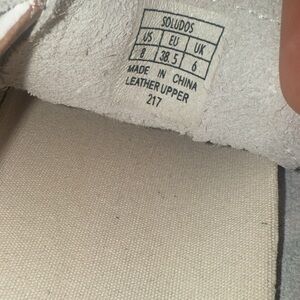 SOLUDOS
US EU UK
8 38.5 6
MADE IN CHINA
LEATHER UPPER
217